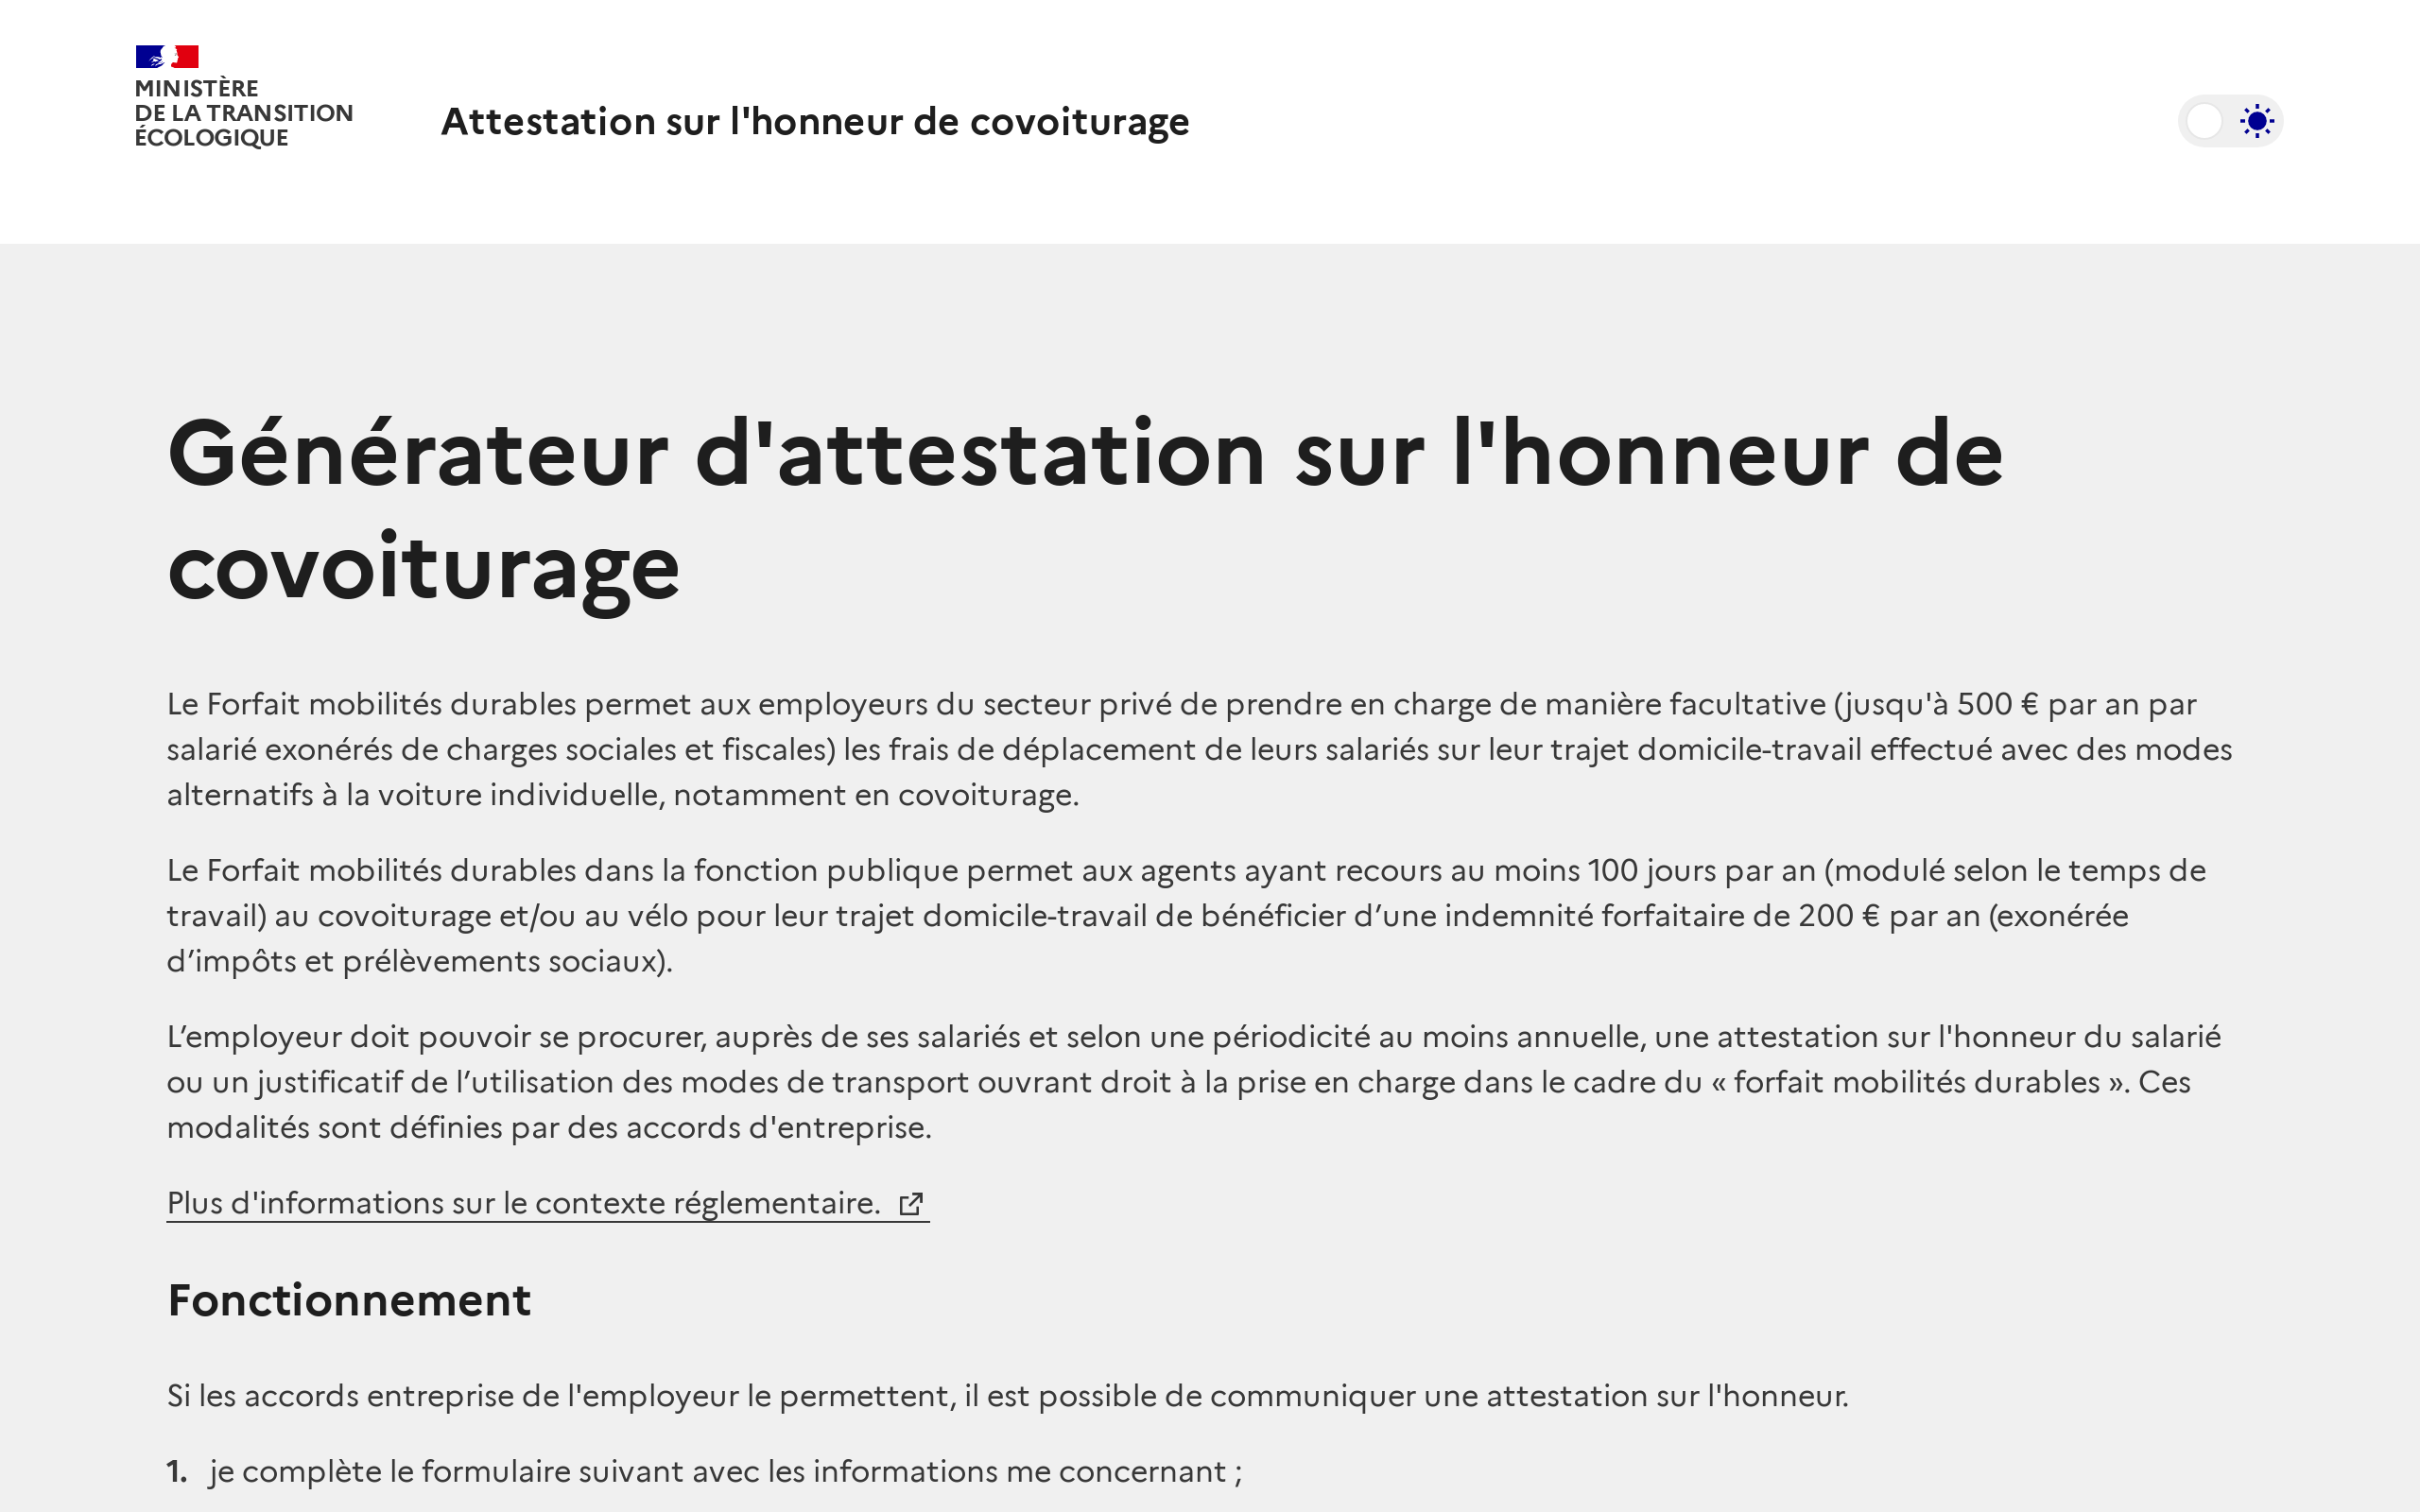 MINISTÈRE
DE LA TRANSITION
ÉCOLOGIQUE
Attestation sur l'honneur de covoiturage
Générateur d'attestation sur l'honneur de
covoiturage
Le Forfait mobilités durables permet aux employeurs du secteur privé de prendre en charge de manière facultative (jusqu'à 500 € par an par
salarié exonérés de charges sociales et fiscales) les frais de déplacement de leurs salariés sur leur trajet domicile-travail effectué avec des modes
alternatifs à la voiture individuelle, notamment en covoiturage.
Le Forfait mobilités durables dans la fonction publique permet aux agents ayant recours au moins 100 jours par an (modulé selon le temps de
travail) au covoiturage et/ou au vélo pour leur trajet domicile-travail de bénéficier d’une indemnité forfaitaire de 200 € par an (exonérée
d’impôts et prélèvements sociaux).
L’employeur doit pouvoir se procurer, auprès de ses salariés et selon une périodicité au moins annuelle, une attestation sur l'honneur du salarié
ou un justificatif de l’utilisation des modes de transport ouvrant droit à la prise en charge dans le cadre du « forfait mobilités durables ». Ces
modalités sont définies par des accords d'entreprise.
Plus d'informations sur le contexte réglementaire.
Fonctionnement
Si les accords entreprise de l'employeur le permettent, il est possible de communiquer une attestation sur l'honneur.
1. je complète le formulaire suivant avec les informations me concernant ;